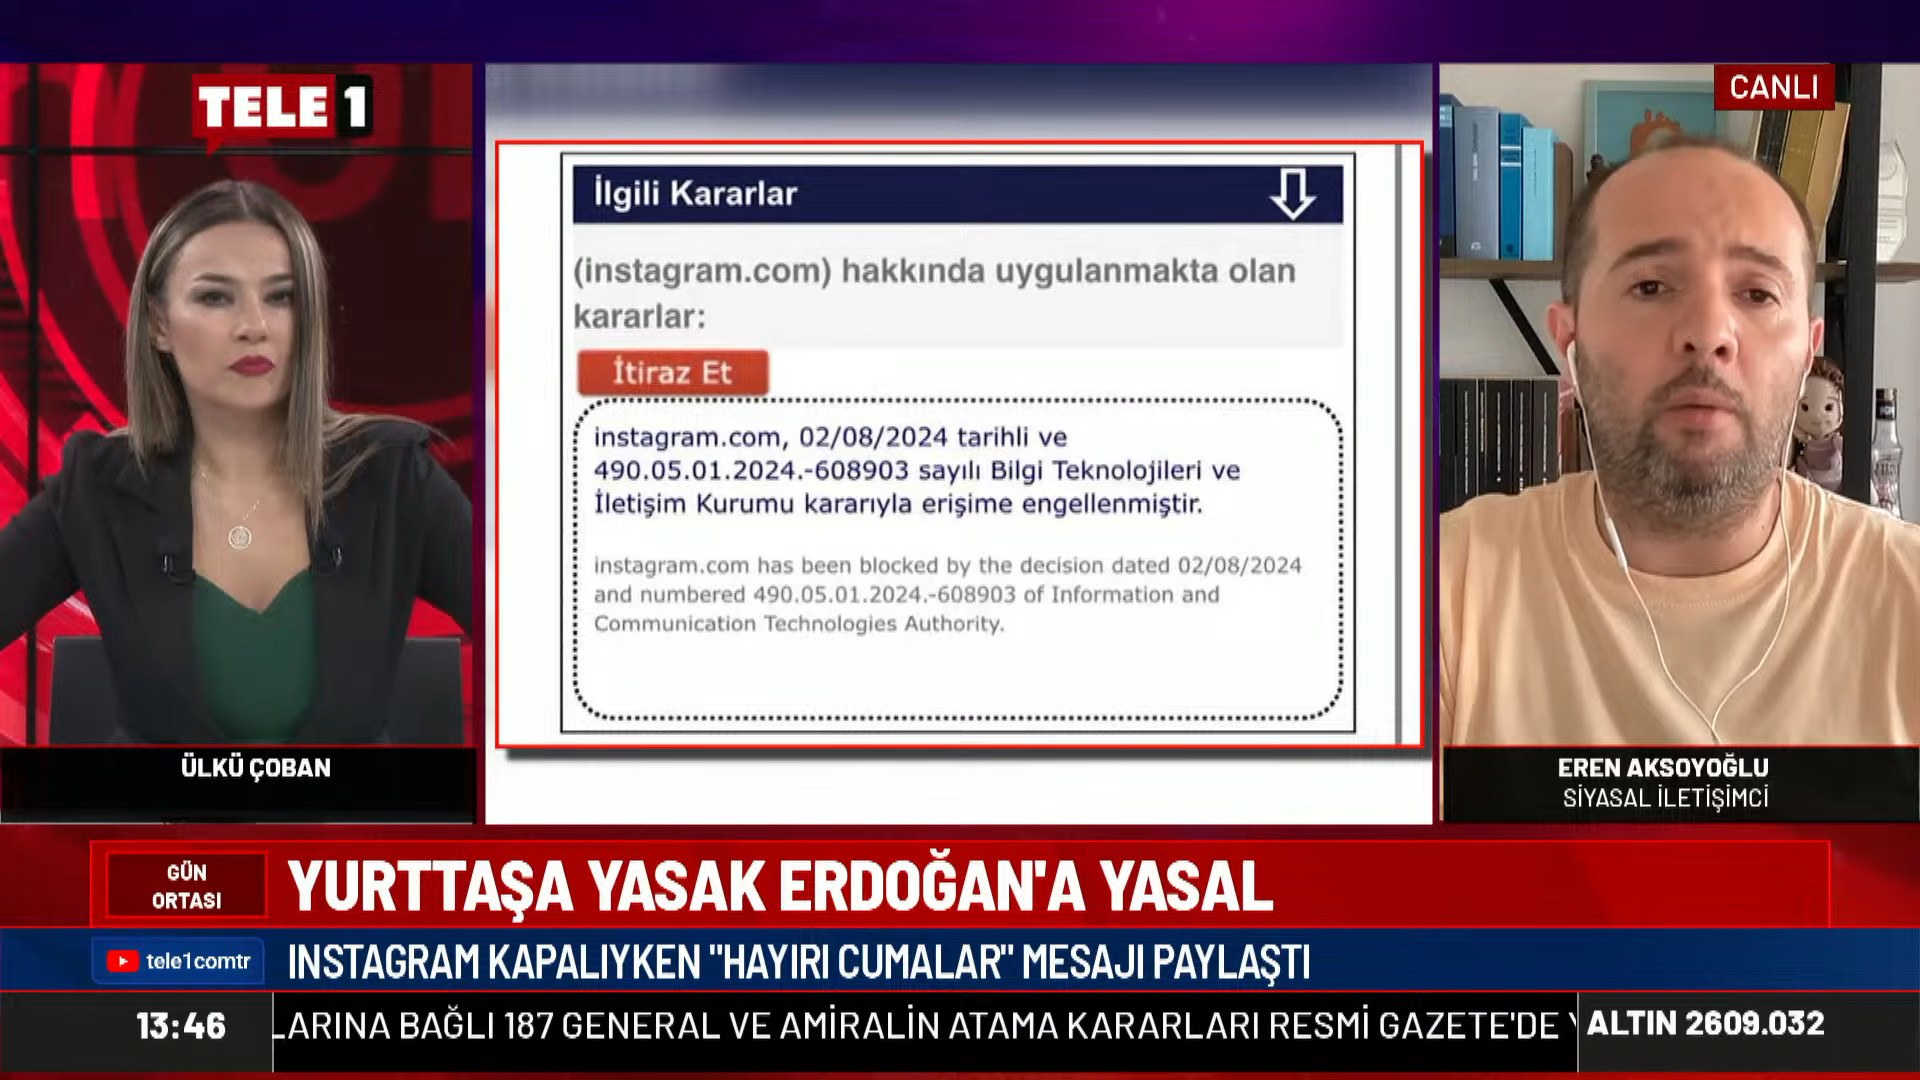 TELE 1
CANLI
İlgili Kararlar
(instagram.com) hakkında uygulanmakta olan
kararlar:
İtiraz Et
instagram.com, 02/08/2024 tarihli ve
490.05.01.2024.-608903 sayılı Bilgi Teknolojileri ve
İletişim Kurumu kararıyla erişime engellenmiştir.
instagram.com has been blocked by the decision dated 02/08/2024
and numbered 490.05.01.2024.-608903 of Information and
Communication Technologies Authority.
ÜLKÜ ÇOBAN
EREN AKSOYOĞLU
SİYASAL İLETİŞİMCİ
GÜN
ORTASI
YURTTAŞA YASAK ERDOĞAN'A YASAL
tele1comtr
INSTAGRAM KAPALIYKEN "HAYIRI CUMALAR" MESAJI PAYLAŞTI
13:46
LARINA BAĞLI 187 GENERAL VE AMİRALİN ATAMA KARARLARI RESMİ GAZETE'DE
ALTIN 2609.032